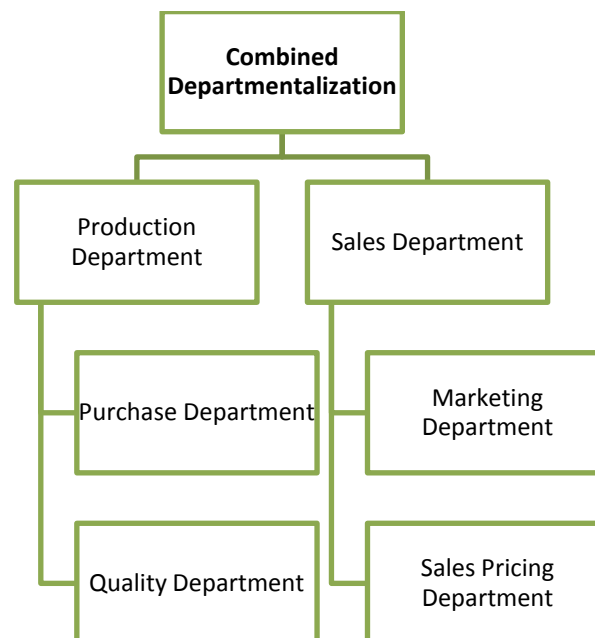 Combined
Departmentalization
Production
Department
Sales Department
Purchase Department
Marketing
Department
Quality Department
Sales Pricing
Department